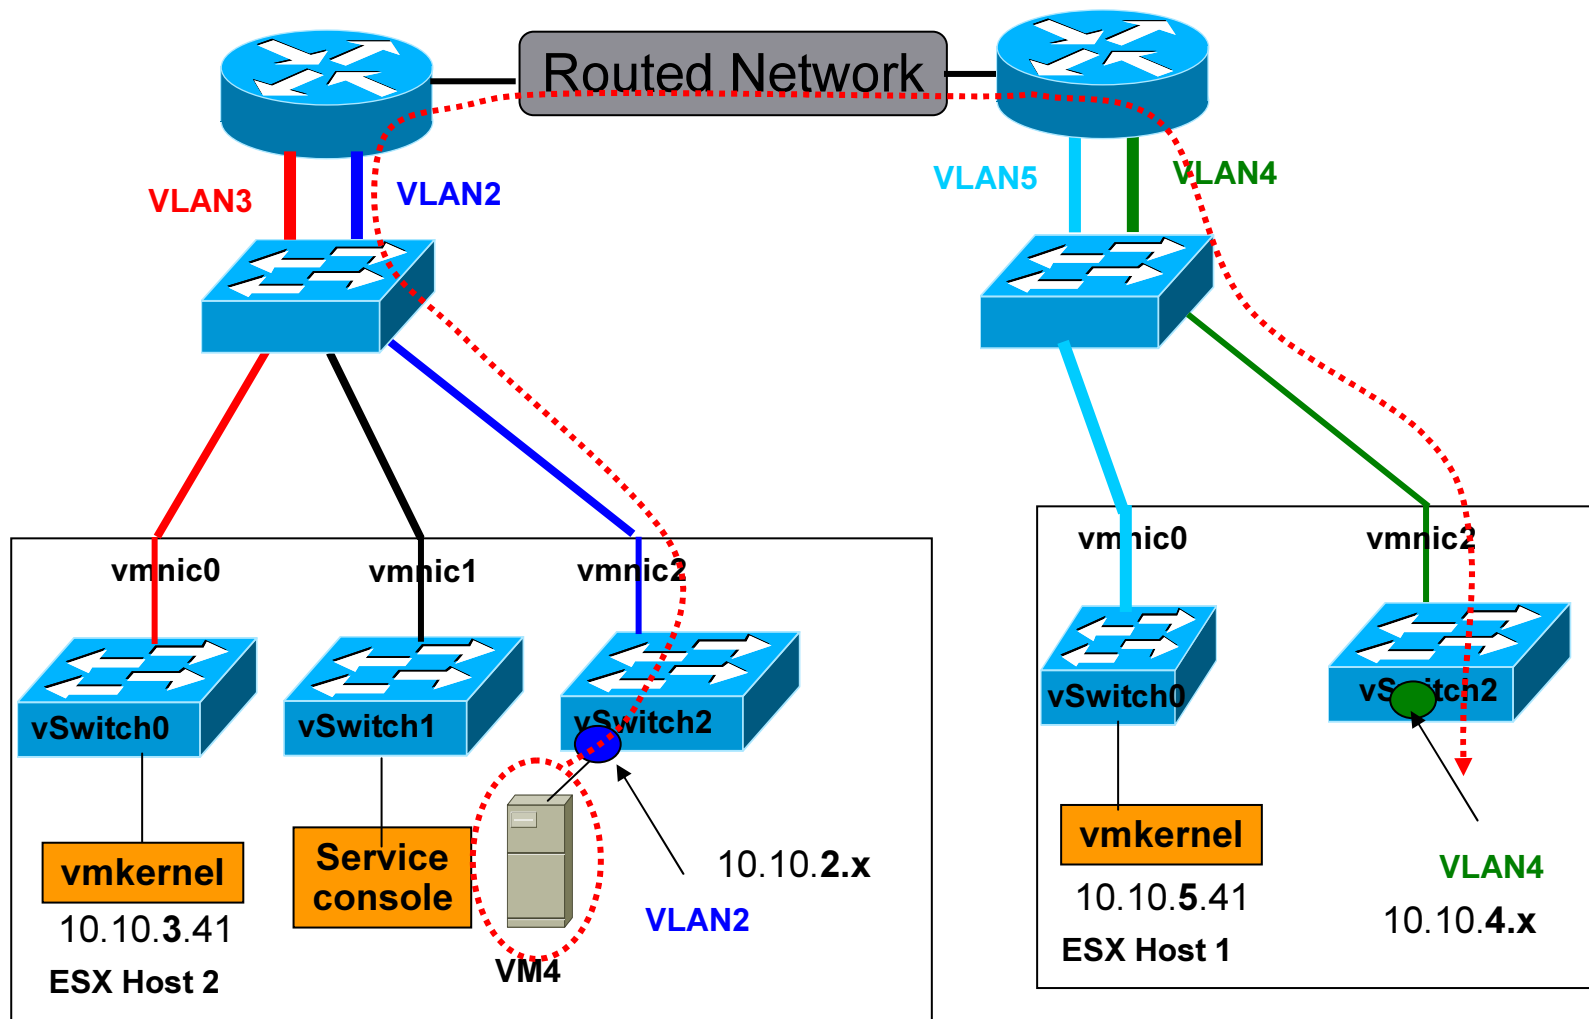 Routed Network
VLAN3
VLAN2
VLAN5
VLAN4
vmnic0
vmnic1
vmnic2
vmnic0
vmnic2
vSwitch0
vSwitch1
vSwitch2
vSwitch0
vSwitch2
vmkernel
10.10.3.41
ESX Host 2
Service
console
VM4
10.10.2.x
VLAN2
vmkernel
10.10.5.41
ESX Host 1
VLAN4
10.10.4.x